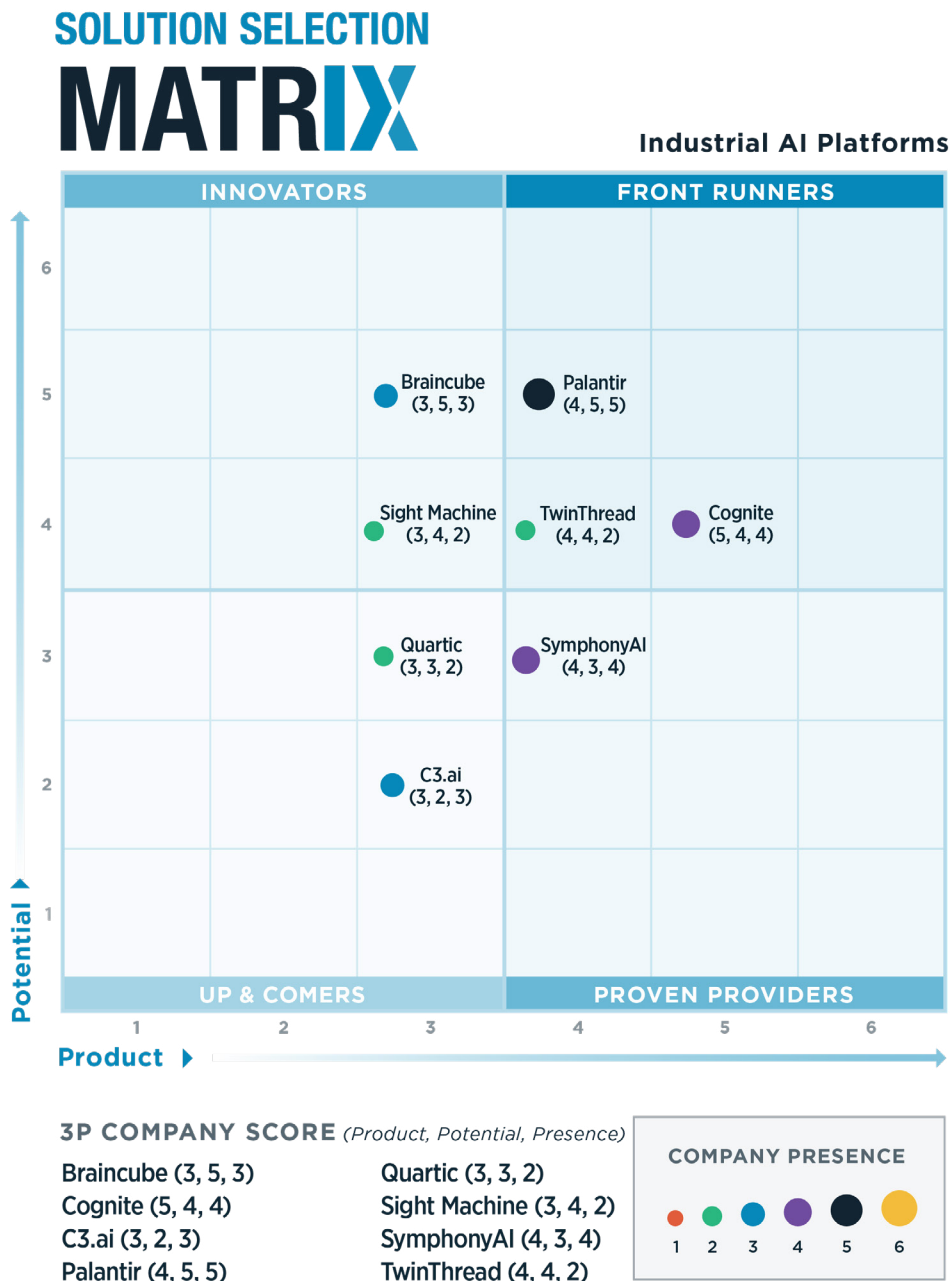 SOLUTION SELECTION
MATRIX
Industrial AI Platforms
INNOVATORS
FRONT RUNNERS
6
5
4
3
2
1
Braincube
(3, 5, 3)
Palantir
(4, 5, 5)
Sight Machine
(3, 4, 2)
TwinThread
(4, 4, 2)
Cognite
(5, 4, 4)
Quartic
(3, 3, 2)
SymphonyAI
(4, 3, 4)
C3.ai
(3, 2, 3)
Potential
UP & COMERS
PROVEN PROVIDERS
1 2 3 4 5 6
Product
3P COMPANY SCORE (Product, Potential, Presence)
Braincube (3, 5, 3)
Cognite (5, 4, 4)
C3.ai (3, 2, 3)
Palantir (4, 5, 5)
Quartic (3, 3, 2)
Sight Machine (3, 4, 2)
SymphonyAI (4, 3, 4)
TwinThread (4, 4, 2)
COMPANY PRESENCE
1 2 3 4 5 6